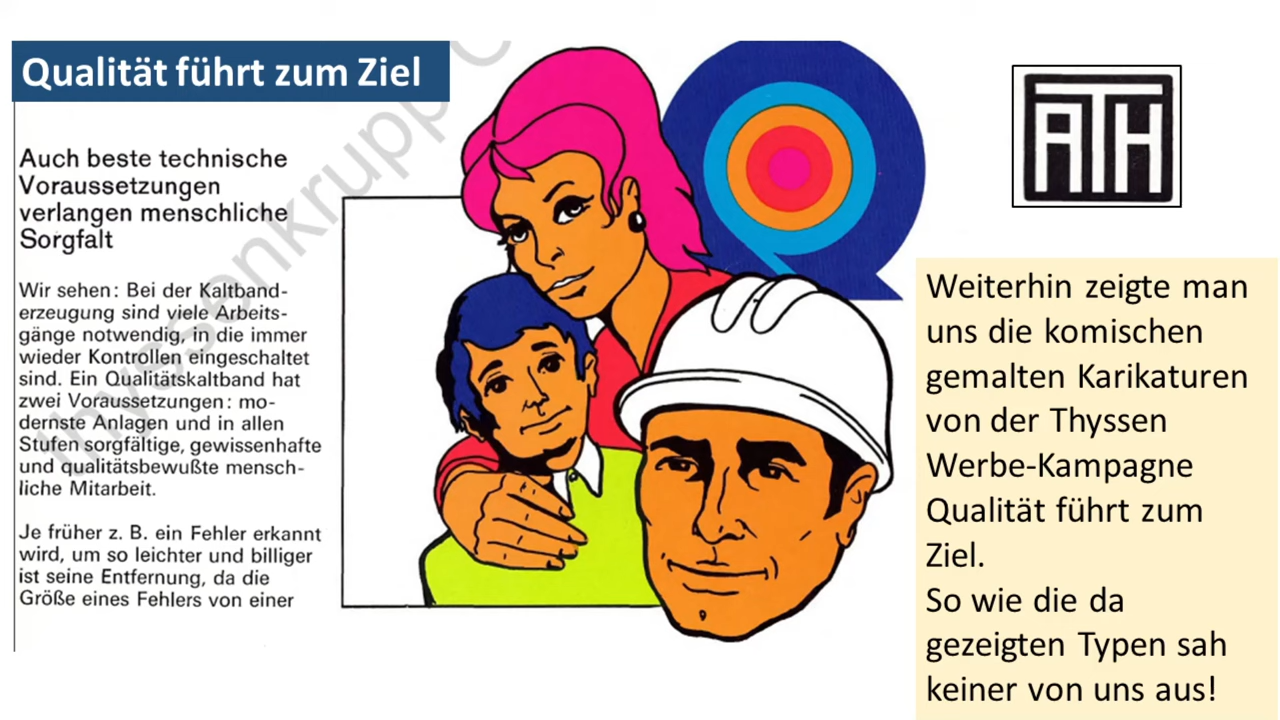 Qualität führt zum Ziel
Auch beste technische
Voraussetzungen
verlangen menschliche
Sorgfalt
Wir sehen: Bei der Kaltband-
erzeugung sind viele Arbeits-
gänge notwendig, in die immer
wieder Kontrollen eingeschaltet
sind. Ein Qualitätskaltband hat
zwei Voraussetzungen: mo-
dernste Anlagen und in allen
Stufen sorgfältige, gewissenhafte
und qualitätsbewußte mensch-
liche Mitarbeit.
Je früher z. B. ein Fehler erkannt
wird, um so leichter und billiger
ist seine Entfernung, da die
Größe eines Fehlers von einer
thyssenkrupp C
ATH
Weiterhin zeigte man
uns die komischen
gemalten Karikaturen
von der Thyssen
Werbe-Kampagne
Qualität führt zum
Ziel.
So wie die da
gezeigten Typen sah
keiner von uns aus!